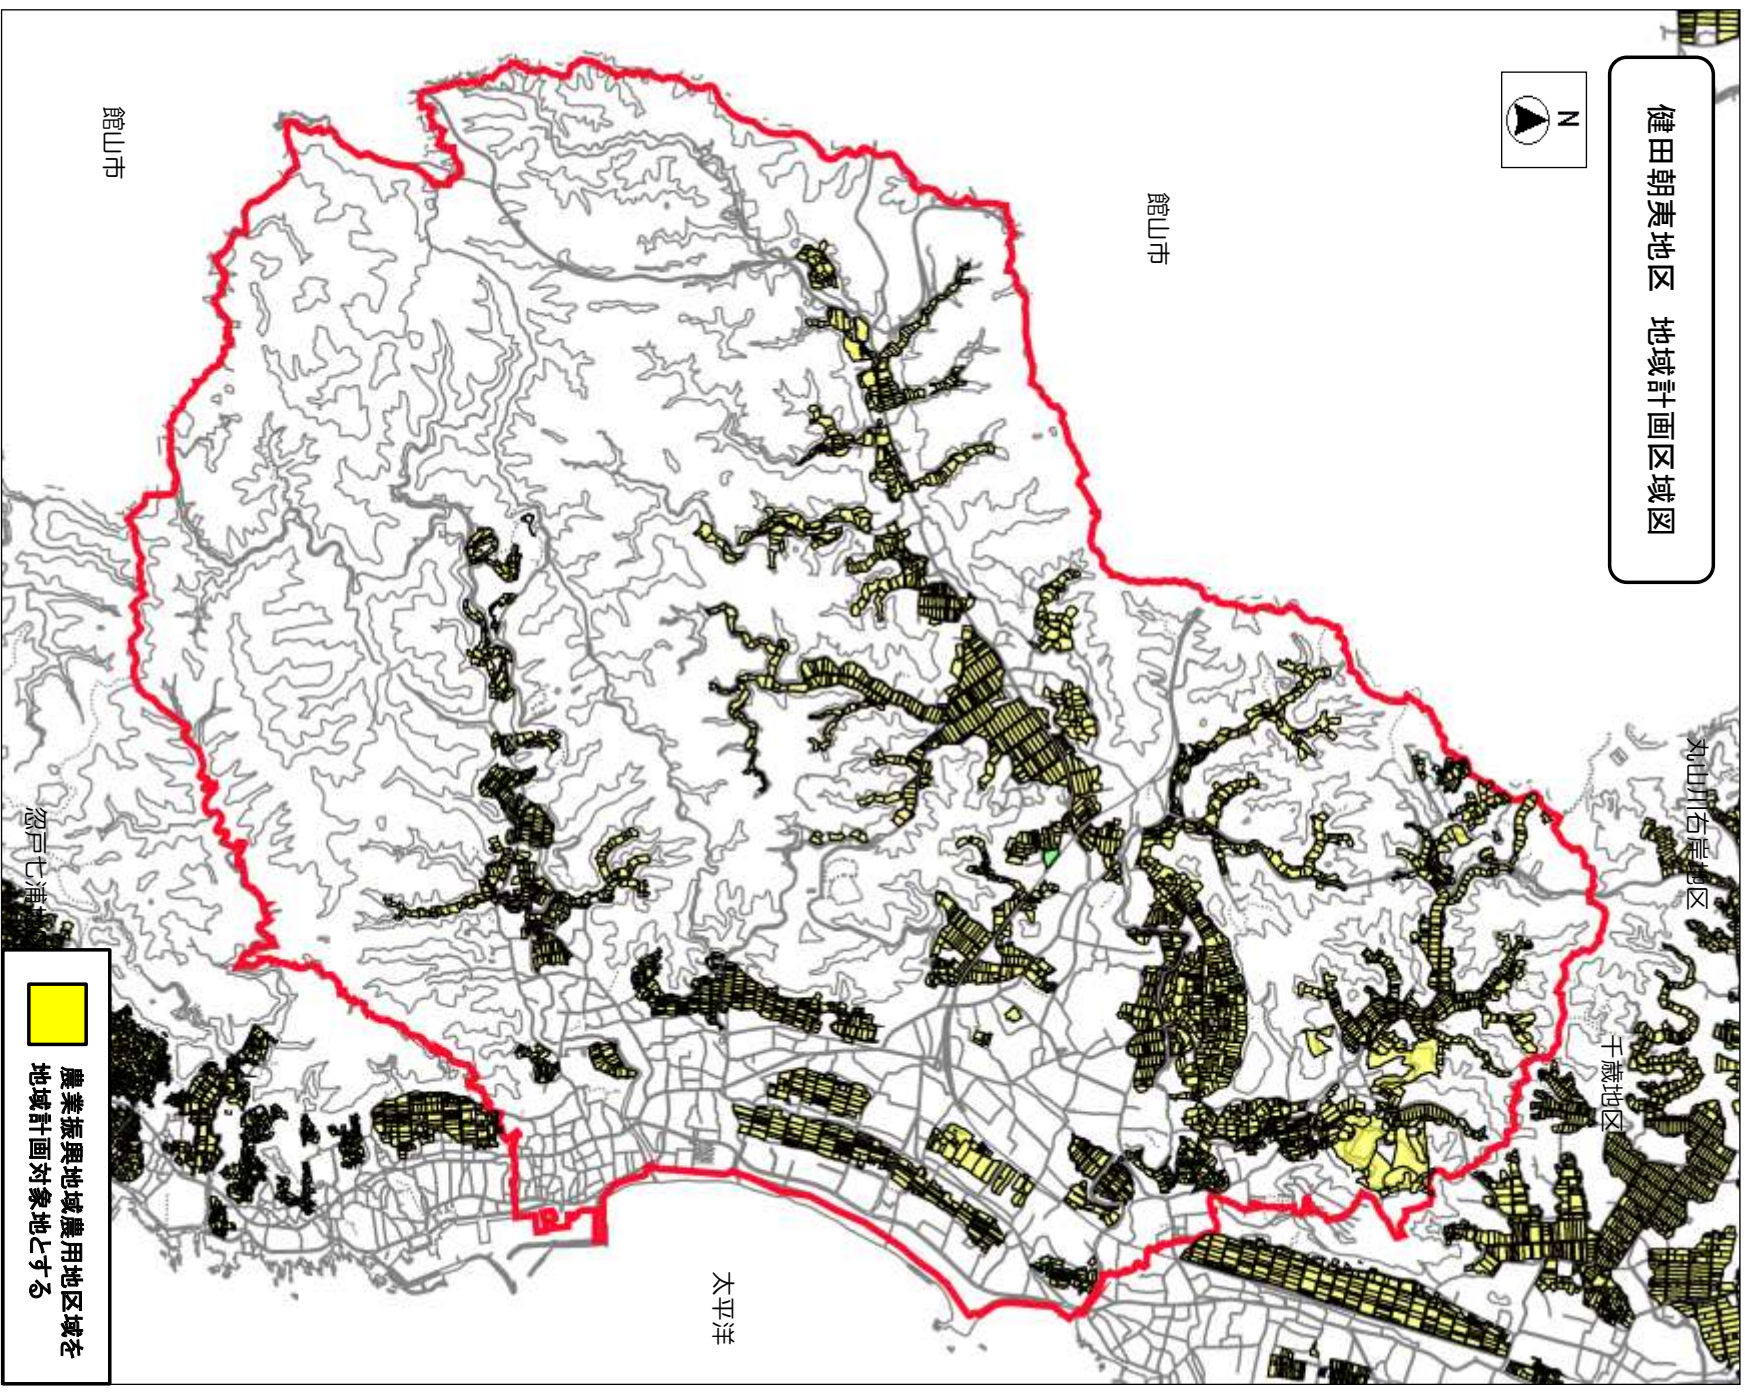 健田朝夷地区　地域計画区域図
N
館山市
館山市
丸山川右岸地区
千歳地区
忽戸七浦
太平洋
農業振興地域農用地区域を
地域計画対象地とする